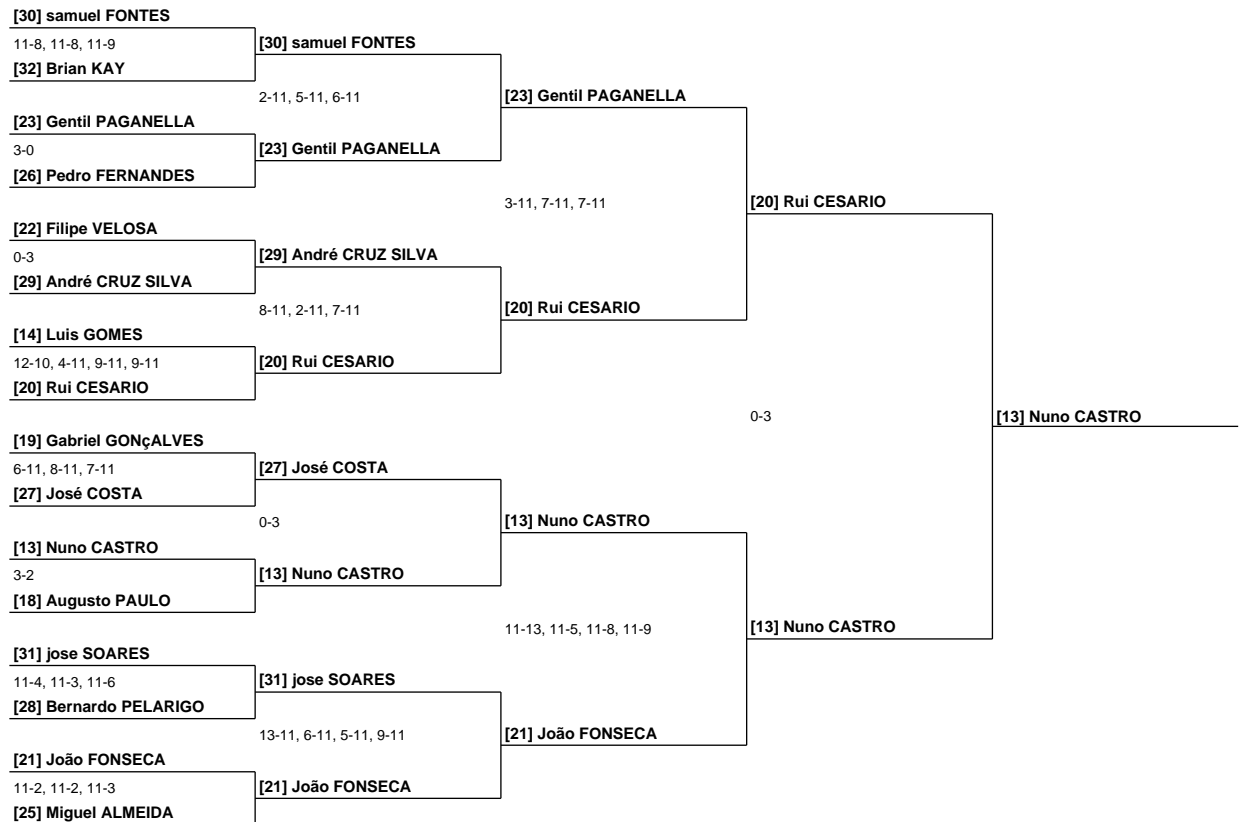 [30] samuel FONTES
11-8, 11-8, 11-9
[30] samuel FONTES
[32] Brian KAY
2-11, 5-11, 6-11
[23] Gentil PAGANELLA
[23] Gentil PAGANELLA
3-0
[23] Gentil PAGANELLA
[26] Pedro FERNANDES
3-11, 7-11, 7-11
[20] Rui CESARIO
[22] Filipe VELOSA
0-3
[29] André CRUZ SILVA
[29] André CRUZ SILVA
8-11, 2-11, 7-11
[20] Rui CESARIO
[14] Luis GOMES
12-10, 4-11, 9-11, 9-11
[20] Rui CESARIO
[20] Rui CESARIO
0-3
[13] Nuno CASTRO
[19] Gabriel GONçALVES
6-11, 8-11, 7-11
[27] José COSTA
[27] José COSTA
0-3
[13] Nuno CASTRO
[13] Nuno CASTRO
3-2
[13] Nuno CASTRO
[18] Augusto PAULO
11-13, 11-5, 11-8, 11-9
[13] Nuno CASTRO
[31] jose SOARES
11-4, 11-3, 11-6
[31] jose SOARES
[28] Bernardo PELARIGO
13-11, 6-11, 5-11, 9-11
[21] João FONSECA
[21] João FONSECA
11-2, 11-2, 11-3
[21] João FONSECA
[25] Miguel ALMEIDA